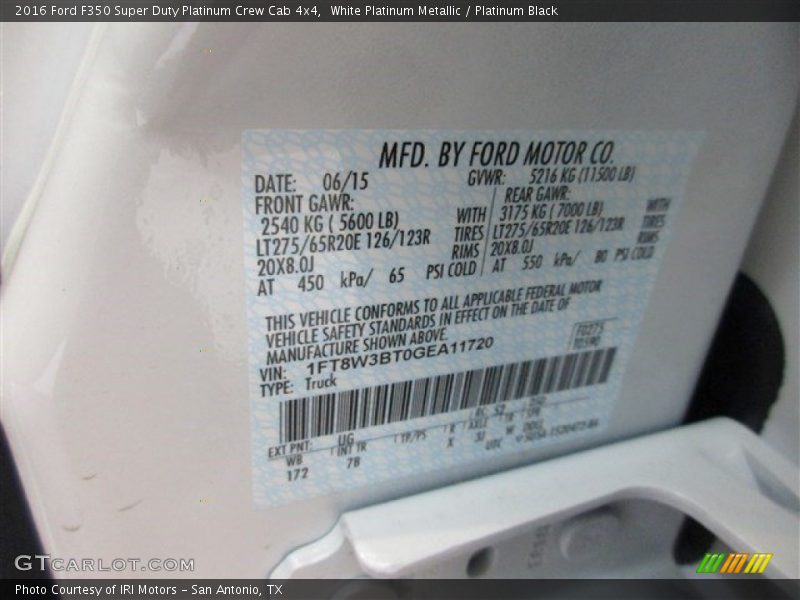 2016 Ford F350 Super Duty Platinum Crew Cab 4x4, White Platinum Metallic / Platinum Black
MFD. BY FORD MOTOR CO.
DATE: 06/15 GVWR: 5216 KG (11500 LB)
FRONT GAWR: REAR GAWR:
2540 KG ( 5600 LB) WITH 3175 KG ( 7000 LB) WITH
LT275/65R20E 126/123R TIRES LT275/65R20E 126/123R TIRES
20X8.0J RIMS 20X8.0J RIMS
AT 450 kPa/ 65 PSI COLD AT 550 kPa/ 80 PSI COLD
THIS VEHICLE CONFORMS TO ALL APPLICABLE FEDERAL MOTOR
VEHICLE SAFETY STANDARDS IN EFFECT ON THE DATE OF
MANUFACTURE SHOWN ABOVE.
VIN: 1FT8W3BT0GEA11720
TYPE: Truck
EXT PNT: UG
WB INT TR TP/PS R AXLE TR SPR
172 7B X
GTCARLOT.COM
Photo Courtesy of IRI Motors - San Antonio, TX